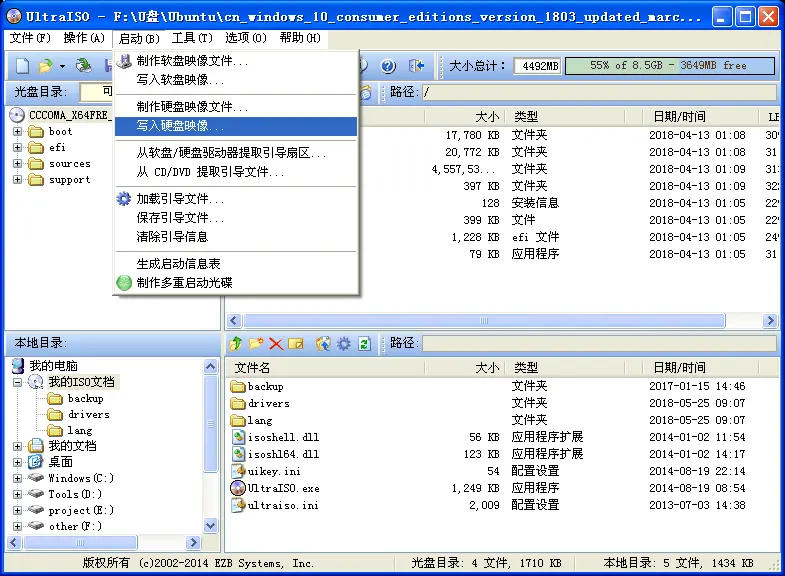 UltraISO - F:\U盘\Ubuntu\cn_windows_10_consumer_editions_version_1803_updated_marc...
文件(F) 操作(A) 启动(B) 工具(T) 选项(O) 帮助(H)
大小总计: 4492MB 55% of 8.5GB - 3649MB free
光盘目录: 可 路径: /
制作软盘映像文件...
写入软盘映像...
制作硬盘映像文件...
写入硬盘映像...
从软盘/硬盘驱动器提取引导扇区...
从 CD/DVD 提取引导文件...
加载引导文件...
保存引导文件...
清除引导信息
生成启动信息表
制作多重启动光碟
CCCOMA_X64FRE_
boot
efi
sources
support
大小 类型 日期/时间 LB
17,780 KB 文件夹 2018-04-13 01:08 30
20,772 KB 文件夹 2018-04-13 01:08 31
4,557,53... 文件夹 2018-04-13 01:09 31
397 KB 文件夹 2018-04-13 01:09 32
128 安装信息 2018-04-13 01:05 22
399 KB 文件 2018-04-13 01:05 22
1,228 KB efi 文件 2018-04-13 01:05 24
79 KB 应用程序 2018-04-13 01:05 31
本地目录: 路径:
我的电脑
我的ISO文档
backup
drivers
lang
我的文档
桌面
Windows(C:)
Tools(D:)
project(E:)
other(F:)
文件名 大小 类型 日期/时间
backup 文件夹 2017-01-15 14:46
drivers 文件夹 2018-05-25 09:07
lang 文件夹 2018-05-25 09:07
isoshell.dll 56 KB 应用程序扩展 2014-01-02 11:54
isoshl64.dll 123 KB 应用程序扩展 2014-01-02 14:17
uikey.ini 54 配置设置 2014-08-19 22:14
UltraISO.exe 1,249 KB 应用程序 2014-08-19 08:54
ultraiso.ini 2,009 配置设置 2013-07-03 14:38
版权所有 (c)2002-2014 EZB Systems, Inc. 光盘目录: 4 文件, 1710 KB 本地目录: 5 文件, 1434 KB